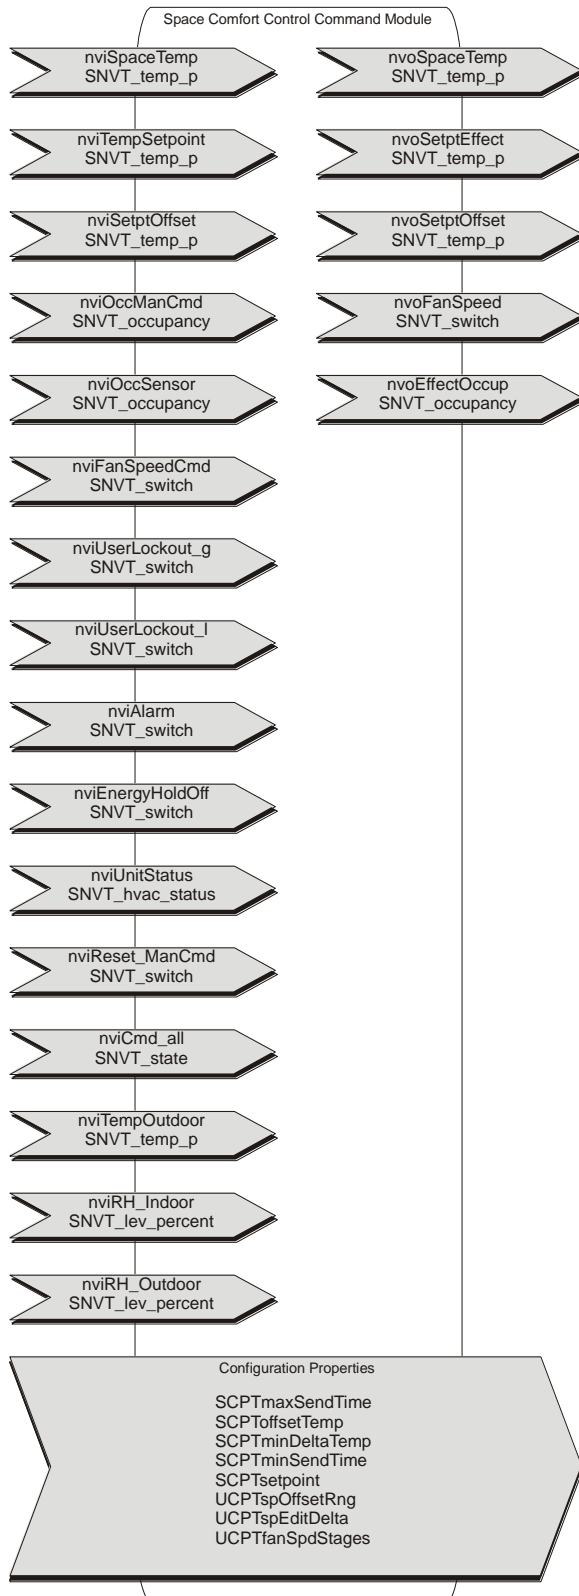 Space Comfort Control Command Module
nviSpaceTemp
SNVT_temp_p
nvoSpaceTemp
SNVT_temp_p
nviTempSetpoint
SNVT_temp_p
nvoSetptEffect
SNVT_temp_p
nviSetptOffset
SNVT_temp_p
nvoSetptOffset
SNVT_temp_p
nviOccManCmd
SNVT_occupancy
nvoFanSpeed
SNVT_switch
nviOccSensor
SNVT_occupancy
nvoEffectOccup
SNVT_occupancy
nviFanSpeedCmd
SNVT_switch
nviUserLockout_g
SNVT_switch
nviUserLockout_l
SNVT_switch
nviAlarm
SNVT_switch
nviEnergyHoldOff
SNVT_switch
nviUnitStatus
SNVT_hvac_status
nviReset_ManCmd
SNVT_switch
nviCmd_all
SNVT_state
nviTempOutdoor
SNVT_temp_p
nviRH_Indoor
SNVT_lev_percent
nviRH_Outdoor
SNVT_lev_percent
Configuration Properties
SCPTmaxSendTime
SCPToffsetTemp
SCPTminDeltaTemp
SCPTminSendTime
SCPTsetpoint
UCPTspOffsetRng
UCPTspEditDelta
UCPTfanSpdStages